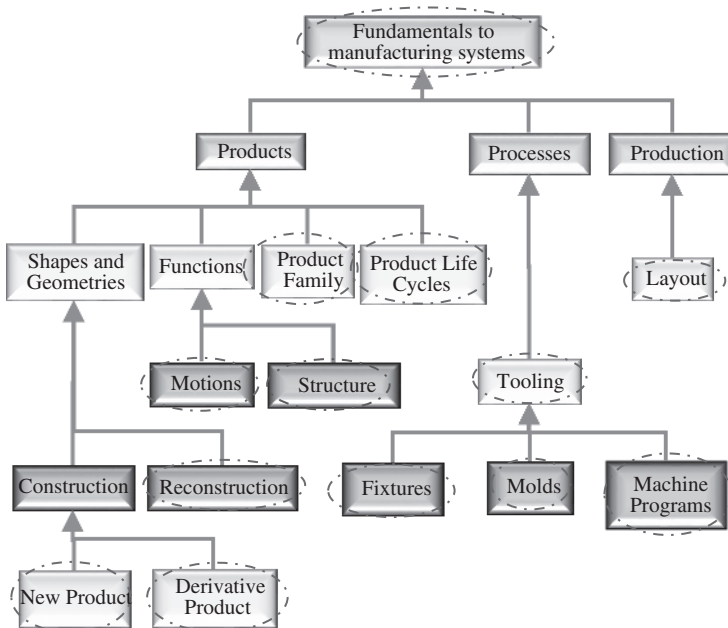 Fundamentals to
manufacturing systems
Products
Processes
Production
Shapes and
Geometries
Functions
Product
Family
Product Life
Cycles
Layout
Motions
Structure
Tooling
Construction
Reconstruction
Fixtures
Molds
Machine
Programs
New Product
Derivative
Product